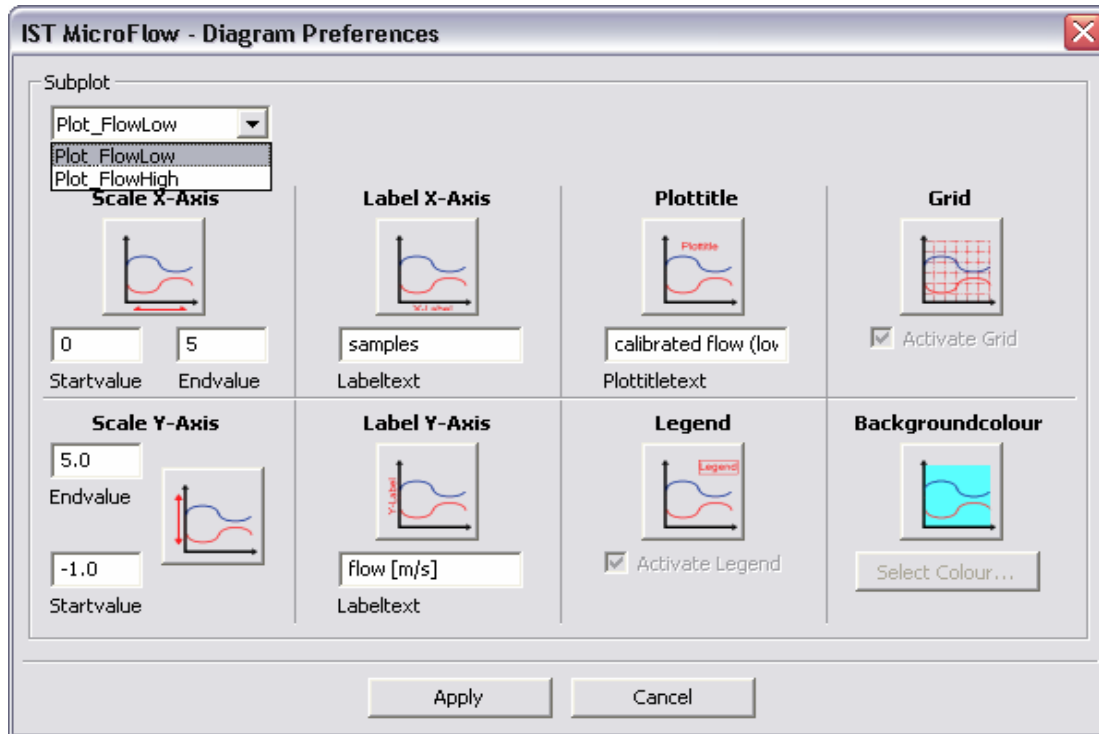 IST MicroFlow - Diagram Preferences
Subplot
Plot_FlowLow
Plot_FlowLow
Plot_FlowHigh
Scale X-Axis
0
5
Startvalue
Endvalue
Label X-Axis
X-Label
samples
Labeltext
Plottitle
Plottitle
calibrated flow (lov
Plottitletext
Grid
Activate Grid
Scale Y-Axis
5.0
Endvalue
-1.0
Startvalue
Label Y-Axis
Y-Label
flow [m/s]
Labeltext
Legend
Legend
Activate Legend
Backgroundcolour
Select Colour...
Apply
Cancel